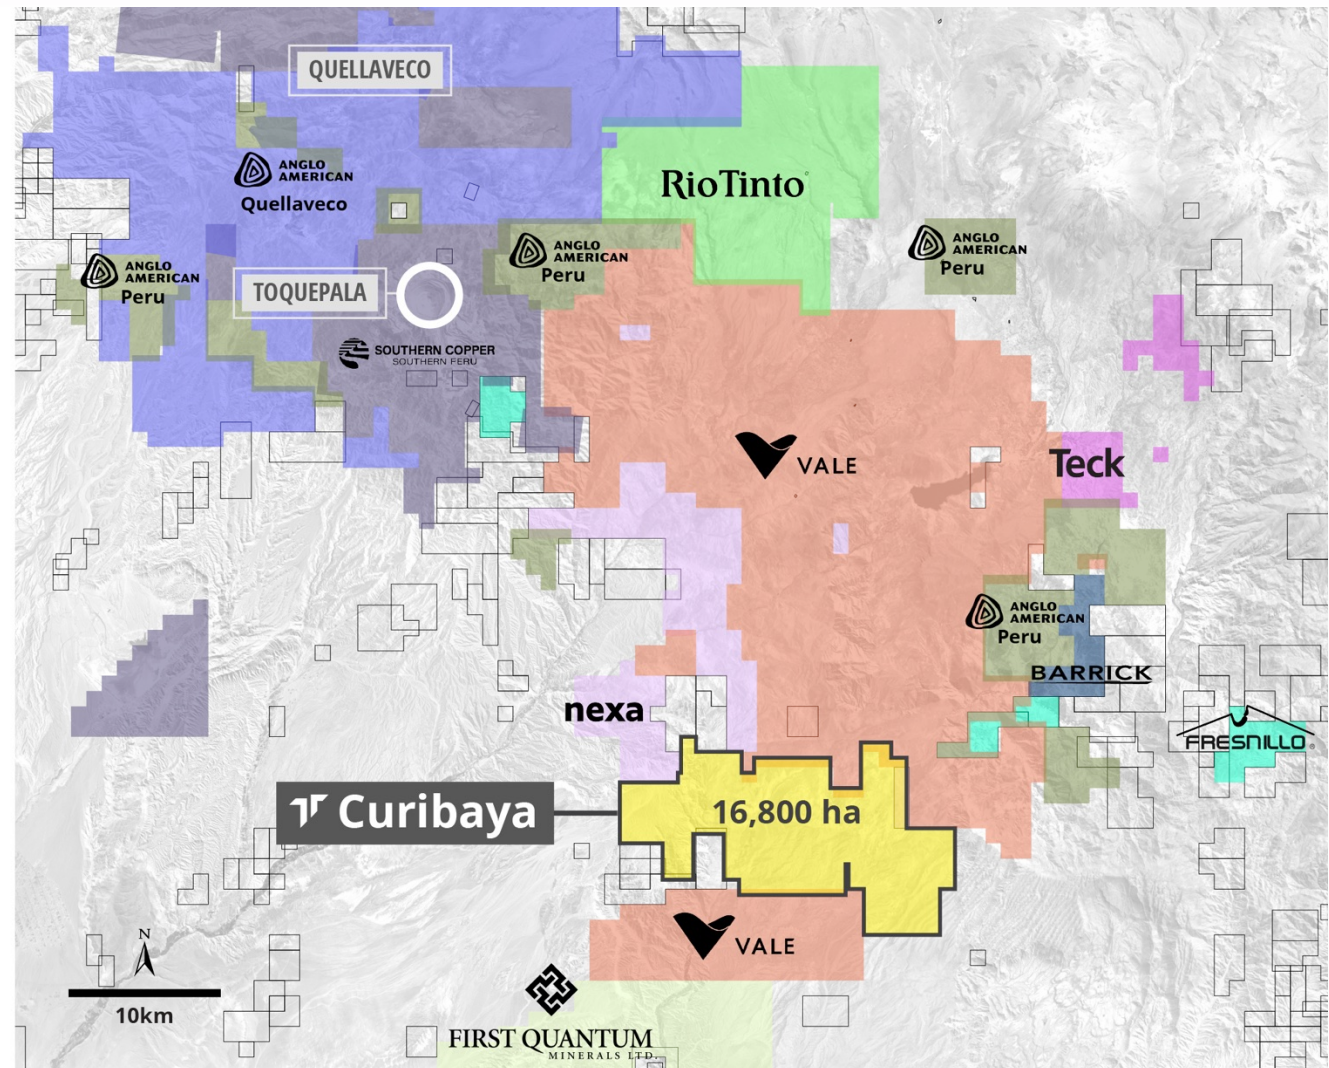 QUELLAVECO
ANGLO
AMERICAN
Quellaveco
RioTinto
ANGLO
AMERICAN
Peru
ANGLO
AMERICAN
Peru
ANGLO
AMERICAN
Peru
TOQUEPALA
SOUTHERN COPPER
SOUTHERN PERU
VALE
Teck
ANGLO
AMERICAN
Peru
BARRICK
nexa
FRESNILLO
Curibaya
16,800 ha
VALE
N
10km
FIRST QUANTUM
MINERALS LTD.